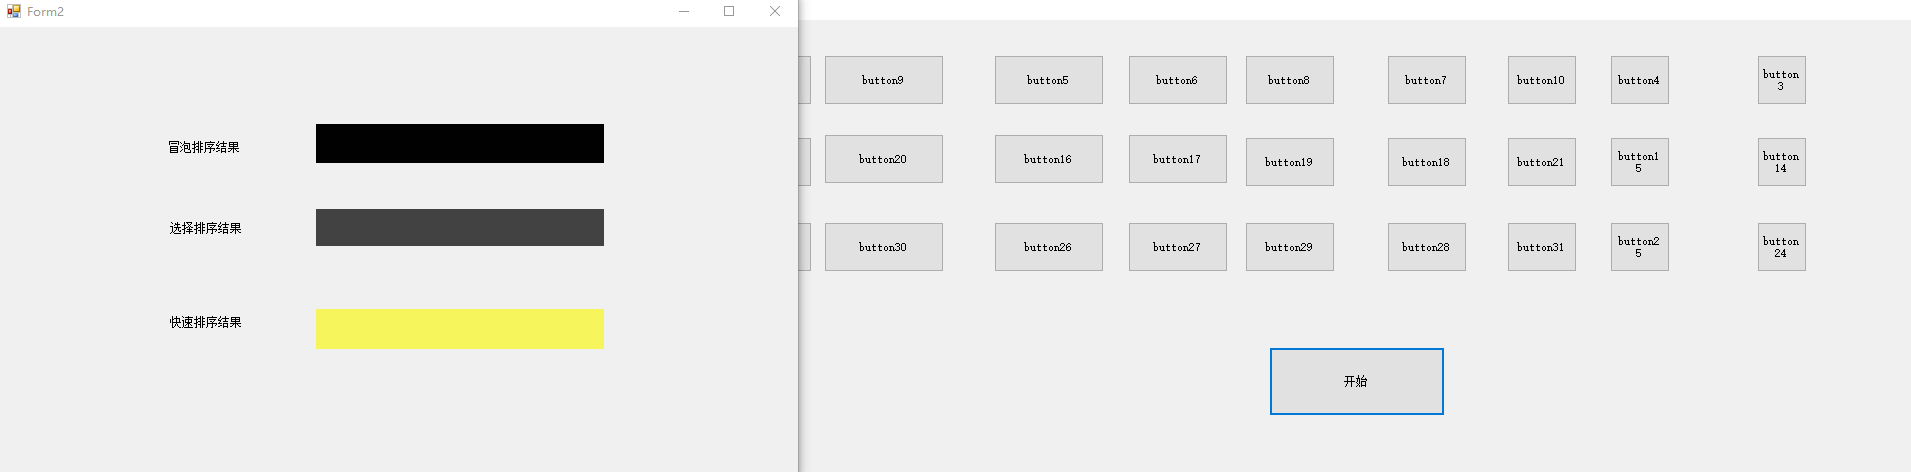 Form2
冒泡排序结果
选择排序结果
快速排序结果
button9
button5
button6
button8
button7
button10
button4
button
3
button20
button16
button17
button19
button18
button21
button1
5
button
14
button30
button26
button27
button29
button28
button31
button2
5
button
24
开始